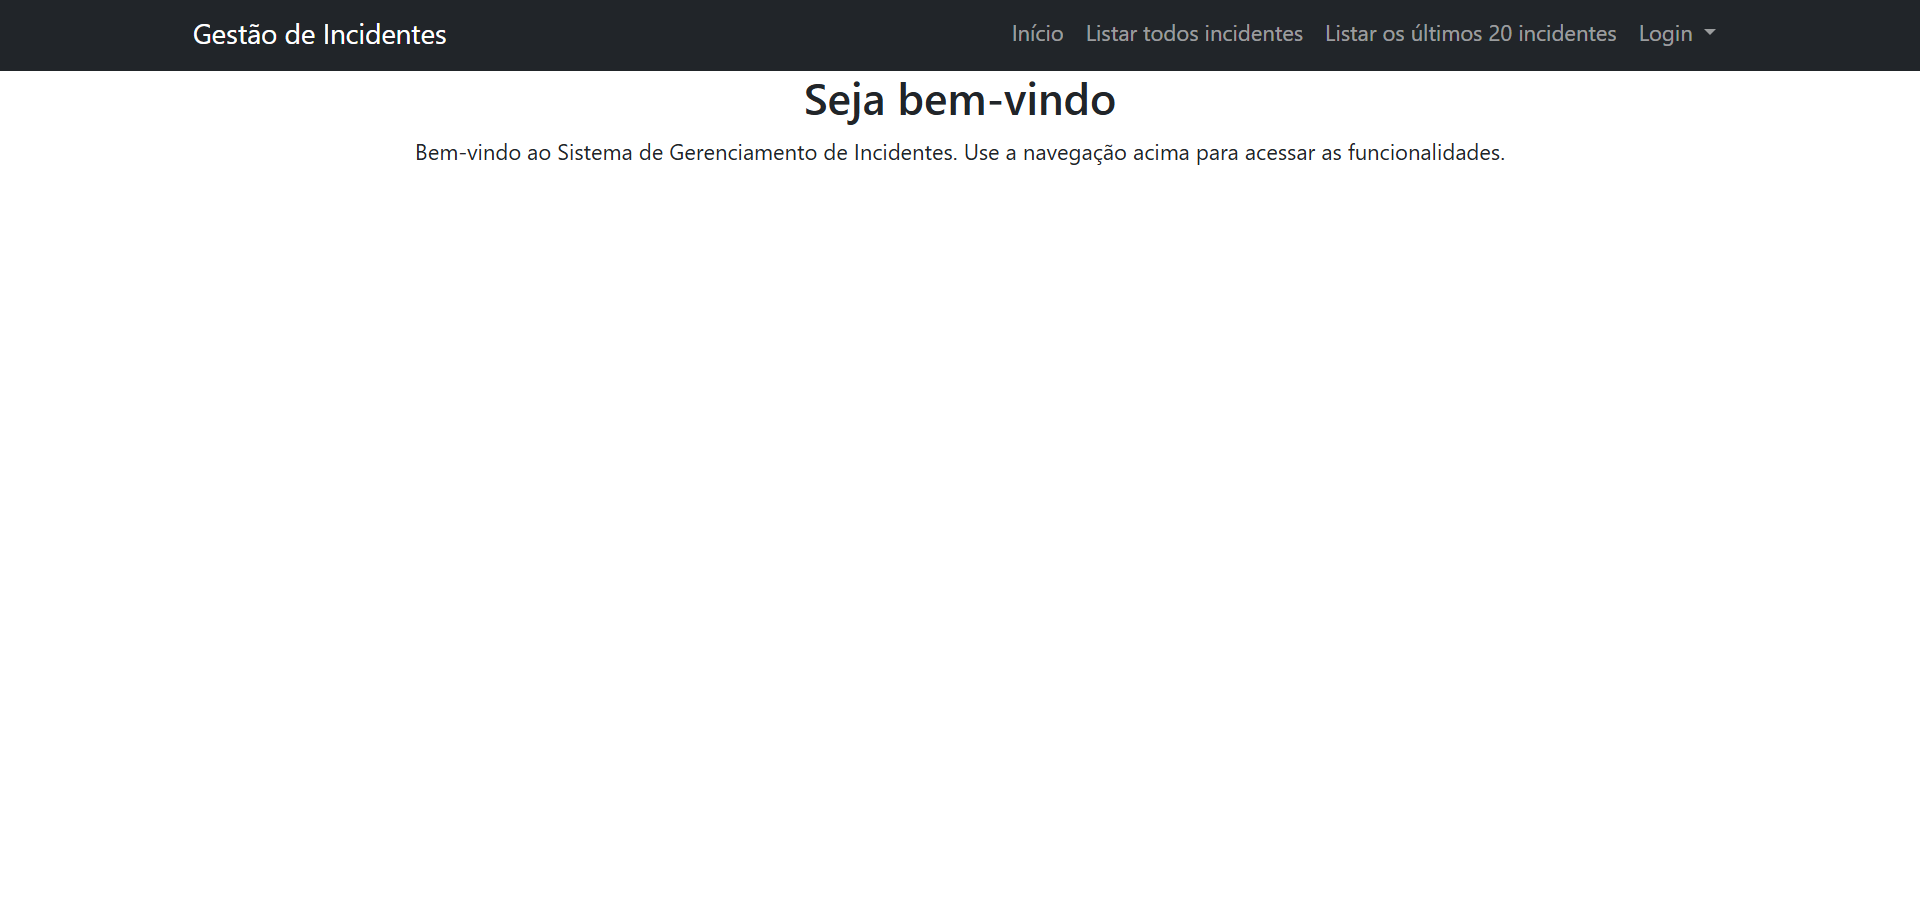 Gestão de Incidentes
Início Listar todos incidentes Listar os últimos 20 incidentes Login
Seja bem-vindo
Bem-vindo ao Sistema de Gerenciamento de Incidentes. Use a navegação acima para acessar as funcionalidades.